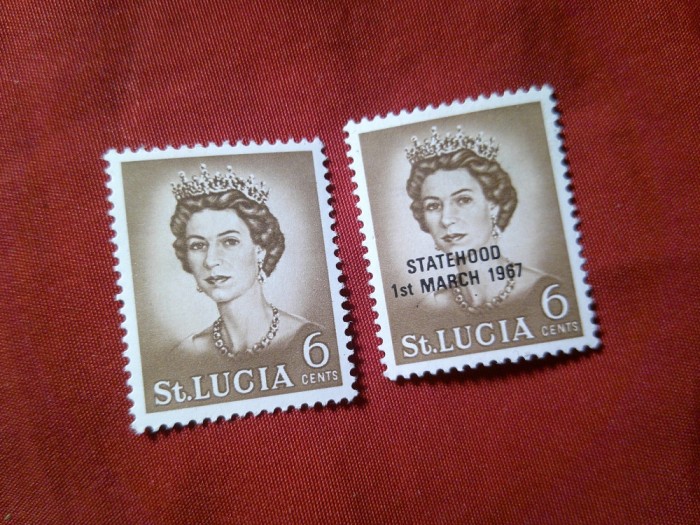 St. LUCIA 6
CENTS
STATEHOOD
1st MARCH 1967
St. LUCIA 6
CENTS